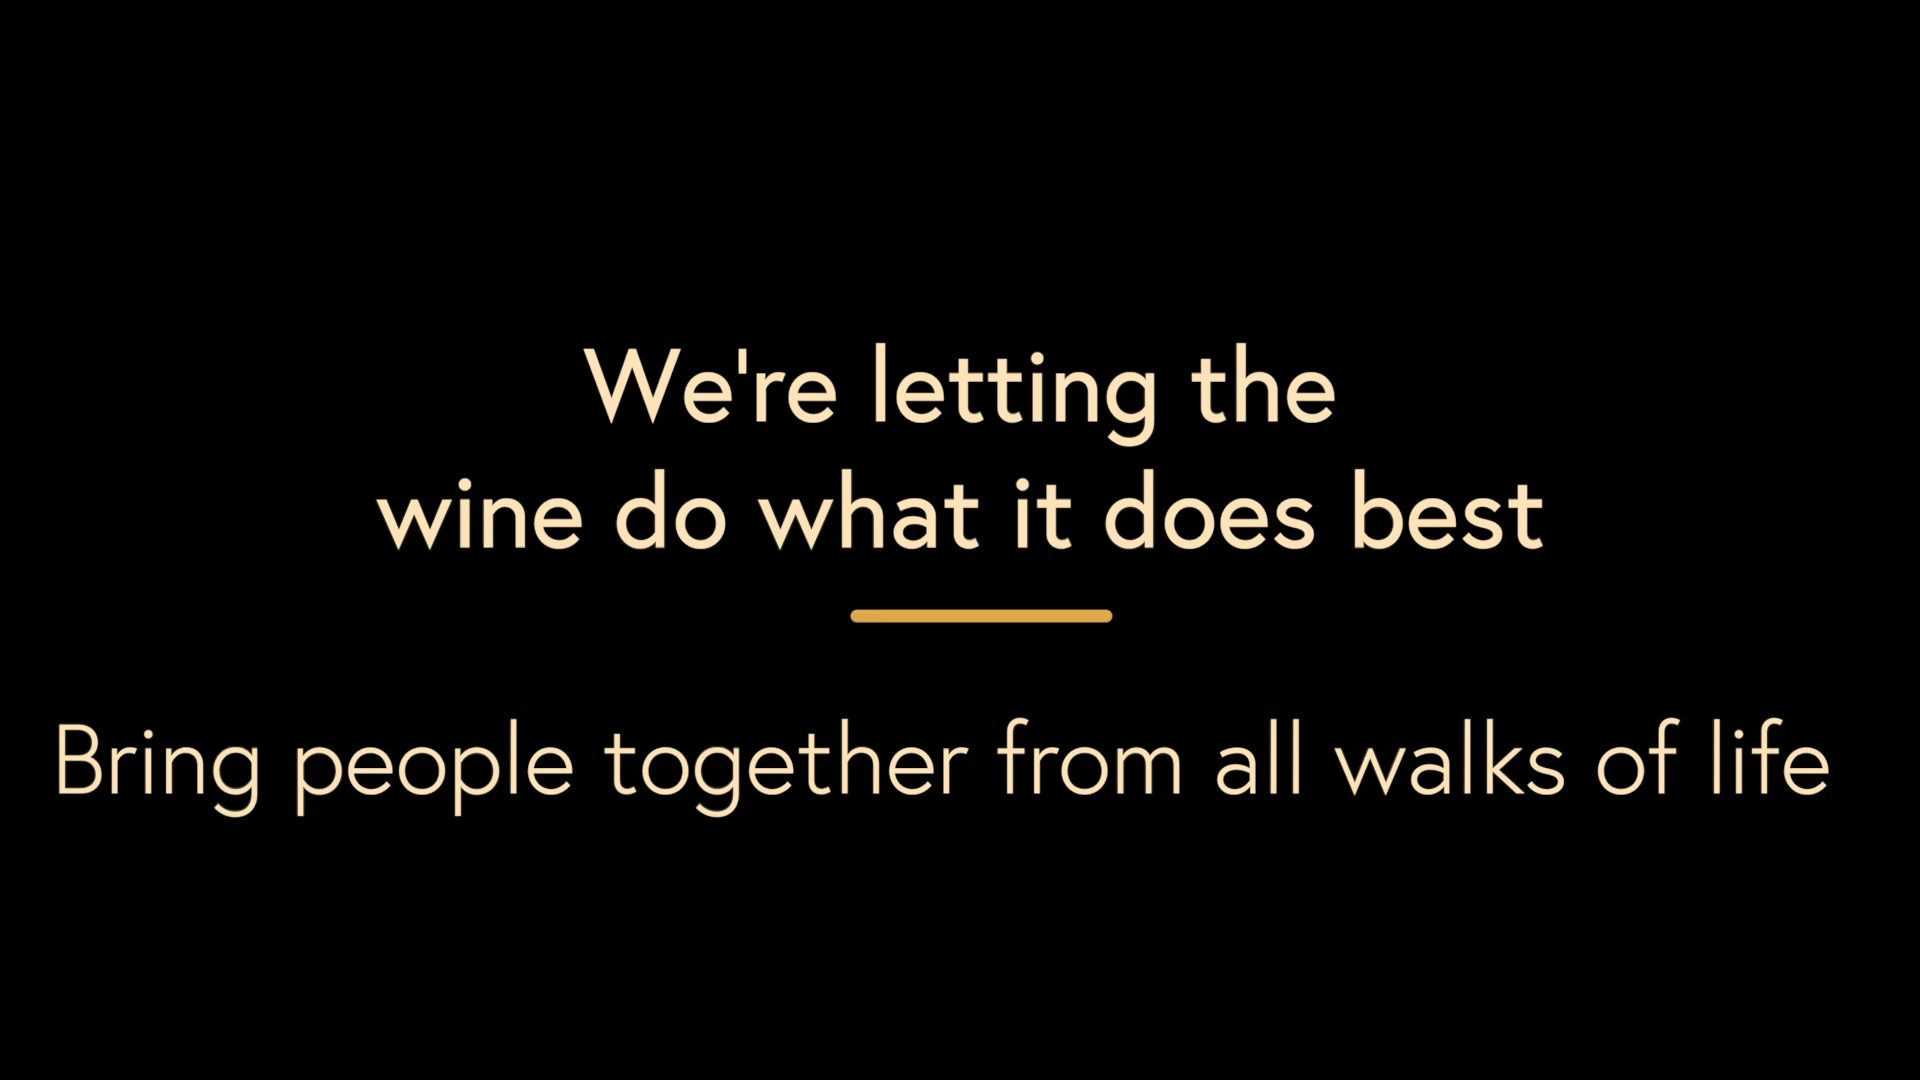 We're letting the
wine do what it does best
Bring people together from all walks of life